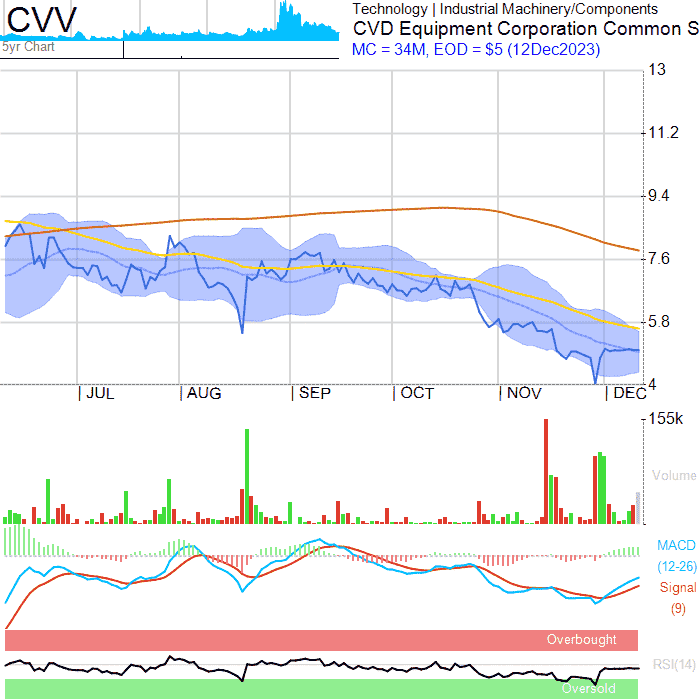 CVV
5yr Chart
Technology | Industrial Machinery/Components
CVD Equipment Corporation Common S
MC = 34M, EOD = $5 (12Dec2023)
13
11.2
9.4
7.6
5.8
4
JUL
AUG
SEP
OCT
NOV
DEC
155k
Volume
MACD
(12-26)
Signal
(9)
Overbought
RSI(14)
Oversold